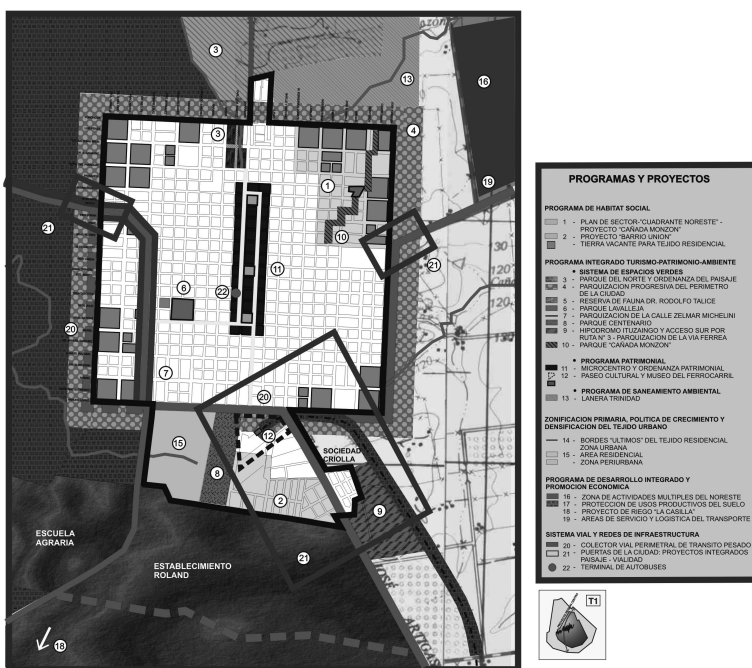 3
13
16
AZON
3
4
19
1
21
10
130
120
21
11
120
6
22
130
20
7
20
12
15
SOCIEDAD
CRIOLLA
8
2
9
ESCUELA
AGRARIA
ESTABLECIMIENTO
ROLAND
21
JOSE
ARTIGAS
18
PROGRAMAS Y PROYECTOS
PROGRAMA DE HABITAT SOCIAL
1 - PLAN DE SECTOR-"CUADRANTE NORESTE" -
PROYECTO "CAÑADA MONZON"
2 - PROYECTO "BARRIO UNION"
- TIERRA VACANTE PARA TEJIDO RESIDENCIAL
PROGRAMA INTEGRADO TURISMO-PATRIMONIO-AMBIENTE
• SISTEMA DE ESPACIOS VERDES
3 - PARQUE DEL NORTE Y ORDENANZA DEL PAISAJE
4 - PARQUIZACION PROGRESIVA DEL PERIMETRO
DE LA CIUDAD
5 - RESERVA DE FAUNA DR. RODOLFO TALICE
6 - PARQUE LAVALLEJA
7 - PARQUIZACION DE LA CALLE ZELMAR MICHELINI
8 - PARQUE CENTENARIO
9 - HIPODROMO ITUZAINGO Y ACCESO SUR POR
RUTA N° 3 - PARQUIZACION DE LA VIA FERREA
10 - PARQUE "CAÑADA MONZON"
• PROGRAMA PATRIMONIAL
11 - MICROCENTRO Y ORDENANZA PATRIMONIAL
12 - PASEO CULTURAL Y MUSEO DEL FERROCARRIL
• PROGRAMA DE SANEAMIENTO AMBIENTAL
13 - LANERA TRINIDAD
ZONIFICACION PRIMARIA, POLITICA DE CRECIMIENTO Y
DENSIFICACION DEL TEJIDO URBANO
14 - BORDES "ULTIMOS" DEL TEJIDO RESIDENCIAL
ZONA URBANA
15 - AREA RESIDENCIAL
- ZONA PERIURBANA
PROGRAMA DE DESARROLLO INTEGRADO Y
PROMOCION ECONOMICA
16 - ZONA DE ACTIVIDADES MULTIPLES DEL NORESTE
17 - PROTECCION DE USOS PRODUCTIVOS DEL SUELO
18 - PROYECTO DE RIEGO "LA CASILLA"
19 - AREAS DE SERVICIO Y LOGISTICA DEL TRANSPORTE
SISTEMA VIAL Y REDES DE INFRAESTRUCTURA
20 - COLECTOR VIAL PERIMETRAL DE TRANSITO PESADO
21 - PUERTAS DE LA CIUDAD: PROYECTOS INTEGRADOS
PAISAJE - VIALIDAD
22 - TERMINAL DE AUTOBUSES
T1